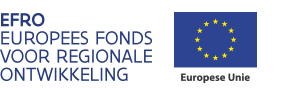 EFRO
EUROPEES FONDS
VOOR REGIONALE
ONTWIKKELING
Europese Unie